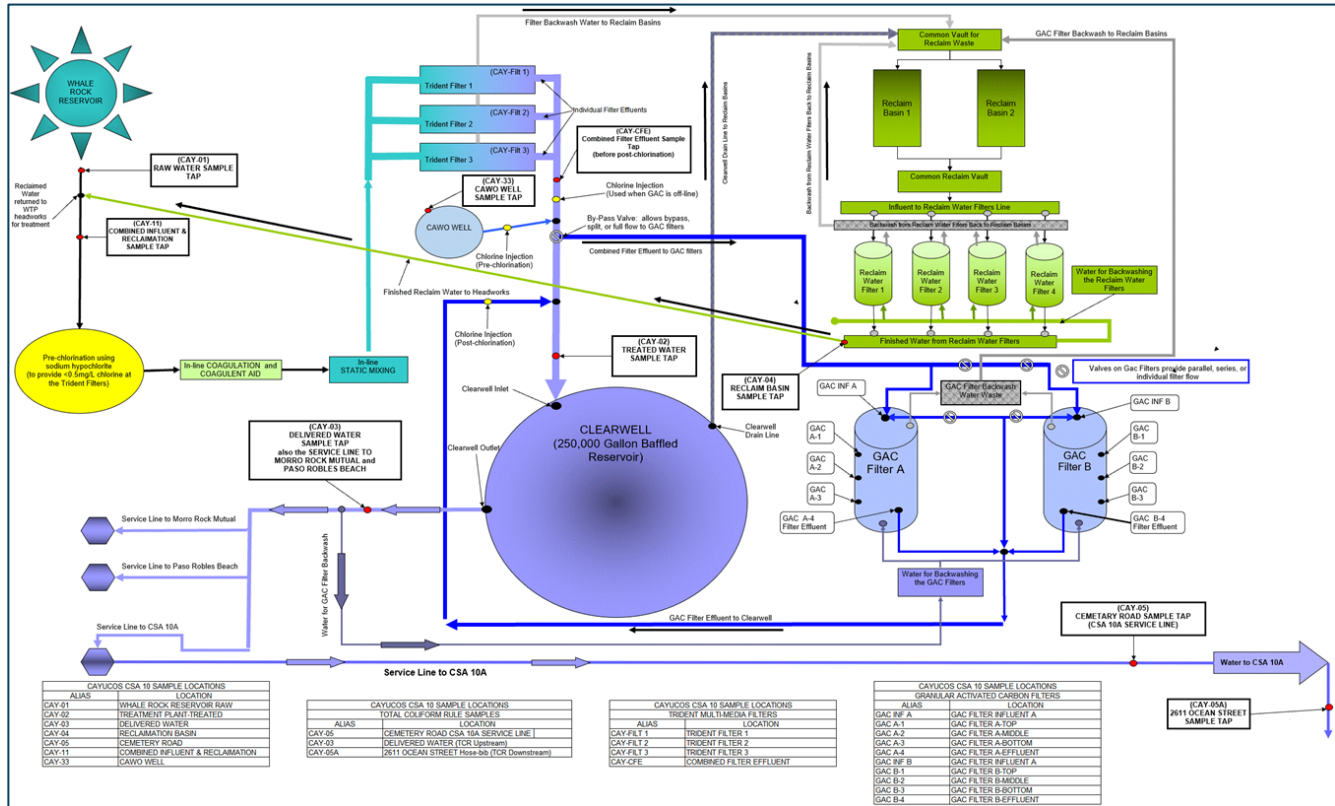 Filter Backwash Water to Reclaim Basins
GAC Filter Backwash to Reclaim Basins
WHALE
ROCK
RESERVOIR
(CAY-01)
RAW WATER SAMPLE
TAP
Reclaimed
Water
returned to
WTP
headworks
for treatment
(CAY-11)
COMBINED INFLUENT &
RECLAIMATION
SAMPLE TAP
Pre-chlorination using
sodium hypochlorite
(to provide <0.5mg/L chlorine at
the Trident Filters)
In-line COAGULATION and
COAGULENT AID
In-line
STATIC MIXING
(CAY-Filt 1)
Trident Filter 1
(CAY-Filt 2)
Trident Filter 2
(CAY-Filt 3)
Trident Filter 3
Individual Filter Effluents
(CAY-CFE)
Combined Filter Effluent Sample
Tap
(before post-chlorination)
(CAY-33)
CAWO WELL
SAMPLE TAP
CAWO WELL
Chlorine Injection
(Used when GAC is off-line)
By-Pass Valve: allows bypass,
split, or full flow to GAC filters
Chlorine Injection
(Pre-chlorination)
Combined Filter Effluent to GAC filters
Finished Reclaim Water to Headworks
Chlorine Injection
(Post-chlorination)
(CAY-02)
TREATED WATER
SAMPLE TAP
Clearwell Drain Line to Reclaim Basins
Backwash from Reclaim Water Filters Back to Reclaim Basins
Common Vault for
Reclaim Waste
Reclaim
Basin 1
Reclaim
Basin 2
Common Reclaim Vault
Influent to Reclaim Water Filters Line
Backwash from Reclaim Water Filters Back to Reclaim Basins
Reclaim
Water
Filter 1
Reclaim
Water
Filter 2
Reclaim
Water
Filter 3
Reclaim
Water
Filter 4
Water for Backwashing
the Reclaim Water
Filters
Finished Water from Reclaim Water Filters
(CAY-04)
RECLAIM BASIN
SAMPLE TAP
Valves on Gac Filters provide parallel, series, or
individual filter flow
GAC Filter Backwash
Water Waste
GAC INF A
GAC INF B
GAC
Filter A
GAC
Filter B
GAC
A-1
GAC
A-2
GAC
A-3
GAC A-4
Filter Effluent
GAC
B-1
GAC
B-2
GAC
B-3
GAC B-4
Filter Effluent
Water for Backwashing
the GAC Filters
Clearwell Inlet
CLEARWELL
(250,000 Gallon Baffled
Reservoir)
Clearwell
Drain Line
Clearwell Outlet
(CAY-03)
DELIVERED WATER
SAMPLE TAP
also the SERVICE LINE TO
MORRO ROCK MUTUAL and
PASO ROBLES BEACH
Service Line to Morro Rock Mutual
Service Line to Paso Robles Beach
Service Line to CSA 10A
Water for GAC Filter Backwash
GAC Filter Effluent to Clearwell
Service Line to CSA 10A
(CAY-05)
CEMETARY ROAD SAMPLE TAP
(CSA 10A SERVICE LINE)
Water to CSA 10A
(CAY-05A)
2611 OCEAN STREET
SAMPLE TAP
CAYUCOS CSA 10 SAMPLE LOCATIONS
ALIAS LOCATION
CAY-01 WHALE ROCK RESERVOIR RAW
CAY-02 TREATMENT PLANT-TREATED
CAY-03 DELIVERED WATER
CAY-04 RECLAMATION BASIN
CAY-05 CEMETERY ROAD
CAY-11 COMBINED INFLUENT & RECLAMATION
CAY-33 CAWO WELL
CAYUCOS CSA 10 SAMPLE LOCATIONS
TOTAL COLIFORM RULE SAMPLES
ALIAS LOCATION
CAY-05 CEMETERY ROAD CSA 10A SERVICE LINE
CAY-03 DELIVERED WATER (TCR Upstream)
CAY-05A 2611 OCEAN STREET Hose-bib (TCR Downstream)
CAYUCOS CSA 10 SAMPLE LOCATIONS
TRIDENT MULTI-MEDIA FILTERS
ALIAS LOCATION
CAY-FILT 1 TRIDENT FILTER 1
CAY-FILT 2 TRIDENT FILTER 2
CAY-FILT 3 TRIDENT FILTER 3
CAY-CFE COMBINED FILTER EFFLUENT
CAYUCOS CSA 10 SAMPLE LOCATIONS
GRANULAR ACTIVATED CARBON FILTERS
ALIAS LOCATION
GAC INF A GAC FILTER INFLUENT A
GAC A-1 GAC FILTER A-TOP
GAC A-2 GAC FILTER A-MIDDLE
GAC A-3 GAC FILTER A-BOTTOM
GAC A-4 GAC FILTER A-EFFLUENT
GAC INF B GAC FILTER INFLUENT A
GAC B-1 GAC FILTER B-TOP
GAC B-2 GAC FILTER B-MIDDLE
GAC B-3 GAC FILTER B-BOTTOM
GAC B-4 GAC FILTER B-EFFLUENT